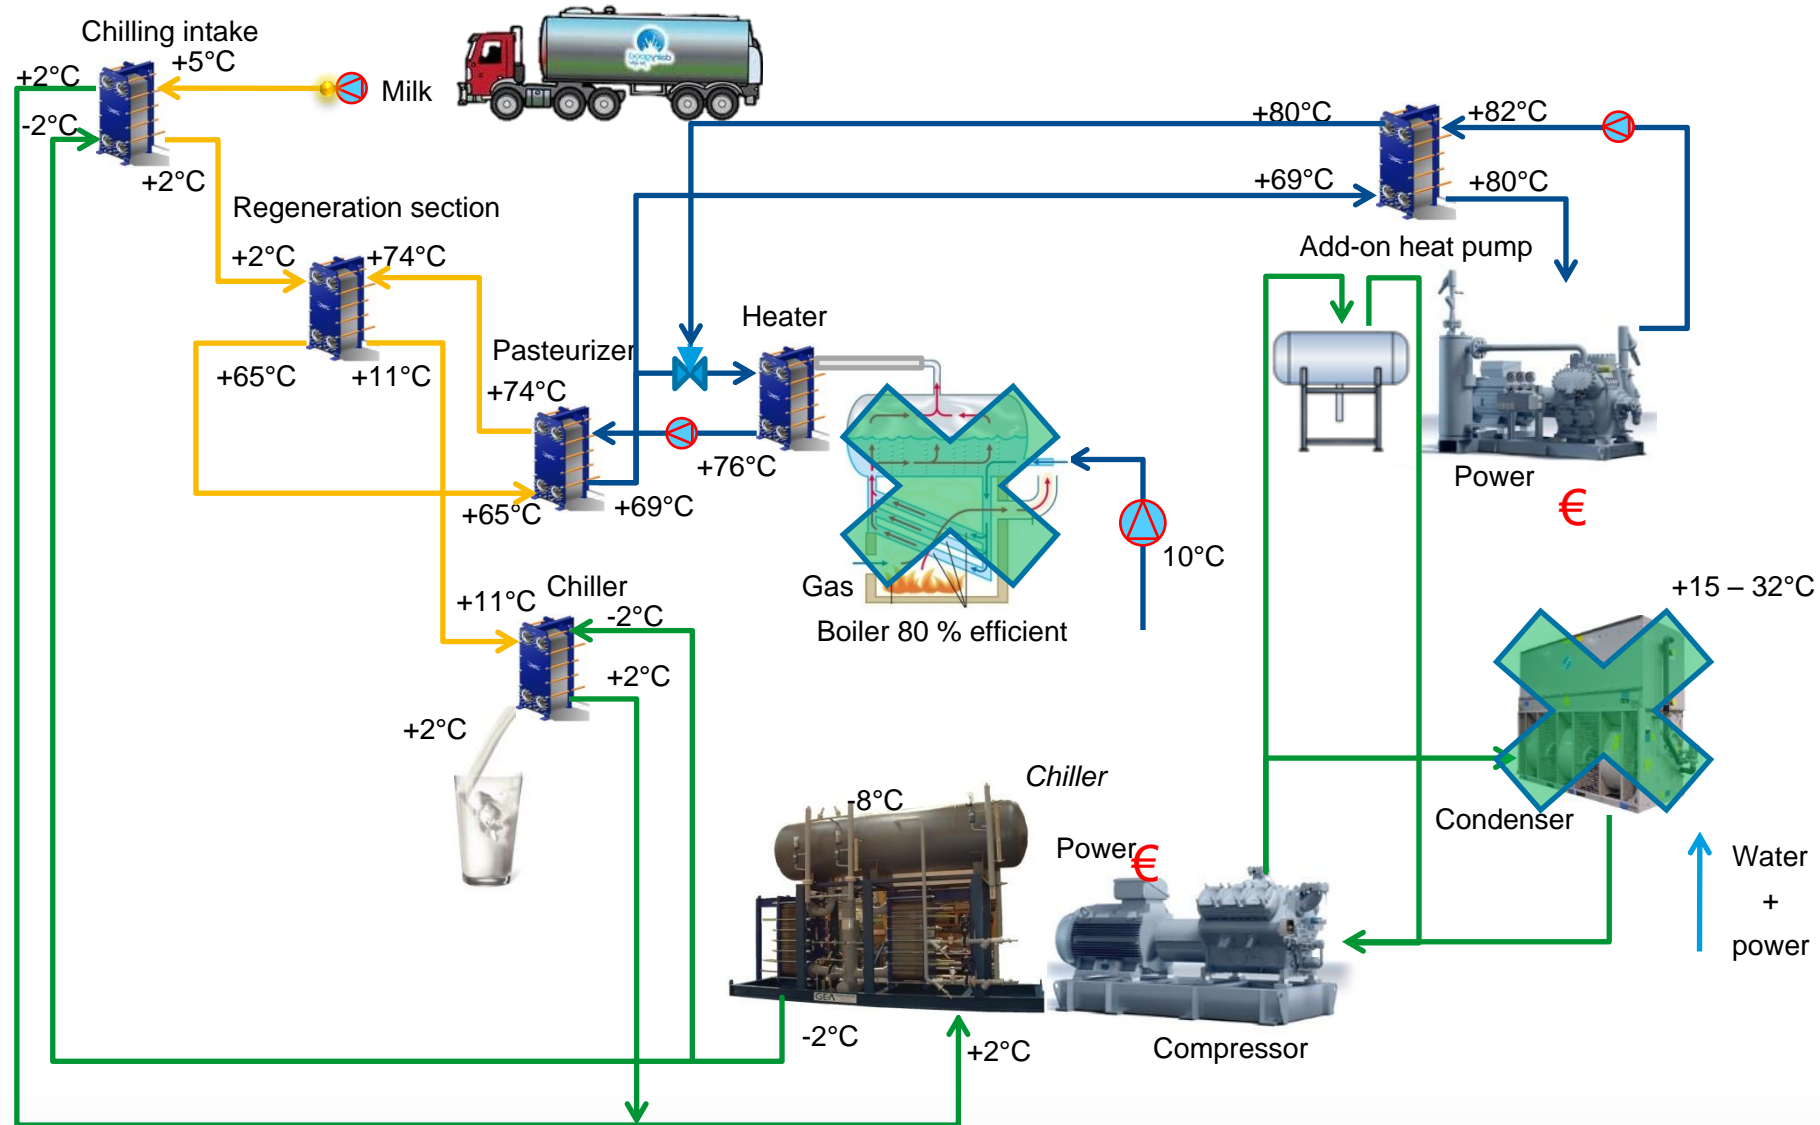 Chilling intake
+2°C
+5°C
Milk
-2°C
+2°C
+80°C
+82°C
+69°C
+80°C
Regeneration section
+2°C
+74°C
Add-on heat pump
Heater
Pasteurizer
+65°C
+11°C
+74°C
+76°C
+65°C
+69°C
Power
€
10°C
Gas
Boiler 80 % efficient
Chiller
+11°C
-2°C
+2°C
+2°C
+15 – 32°C
Chiller
-8°C
Condenser
Power
€
Water
+
power
GEA
-2°C
+2°C
Compressor